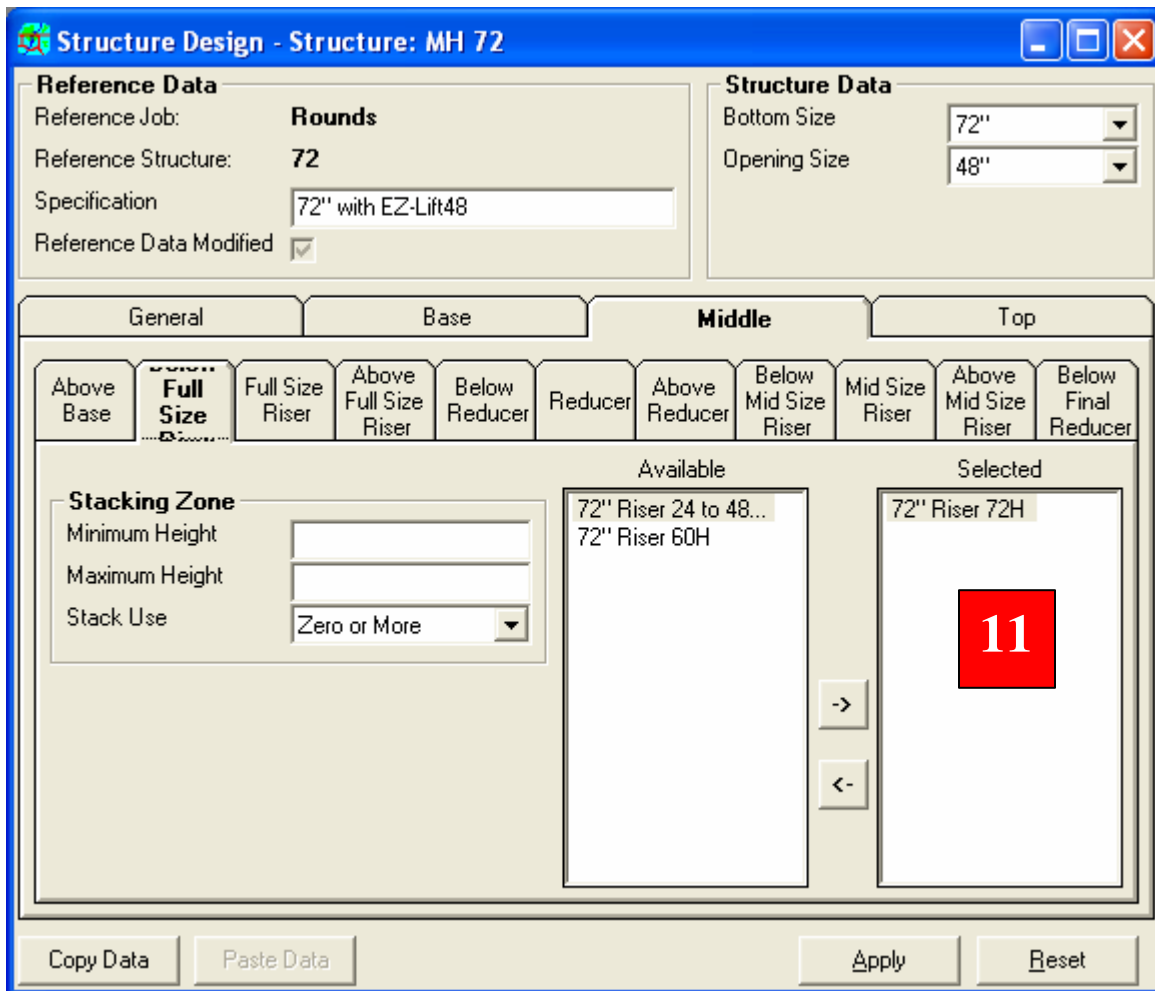 Structure Design - Structure: MH 72
Reference Data
Reference Job: Rounds
Reference Structure: 72
Specification 72" with EZ-Lift48
Reference Data Modified
Structure Data
Bottom Size 72"
Opening Size 48"
General Base Middle Top
Above
Base
Full
Size
Full Size
Riser
Above
Full Size
Riser
Below
Reducer
Reducer
Above
Reducer
Below
Mid Size
Riser
Mid Size
Riser
Above
Mid Size
Riser
Below
Final
Reducer
Stacking Zone
Minimum Height
Maximum Height
Stack Use Zero or More
Available
72" Riser 24 to 48...
72" Riser 60H
->
<-
Selected
72" Riser 72H
11
Copy Data Paste Data Apply Reset